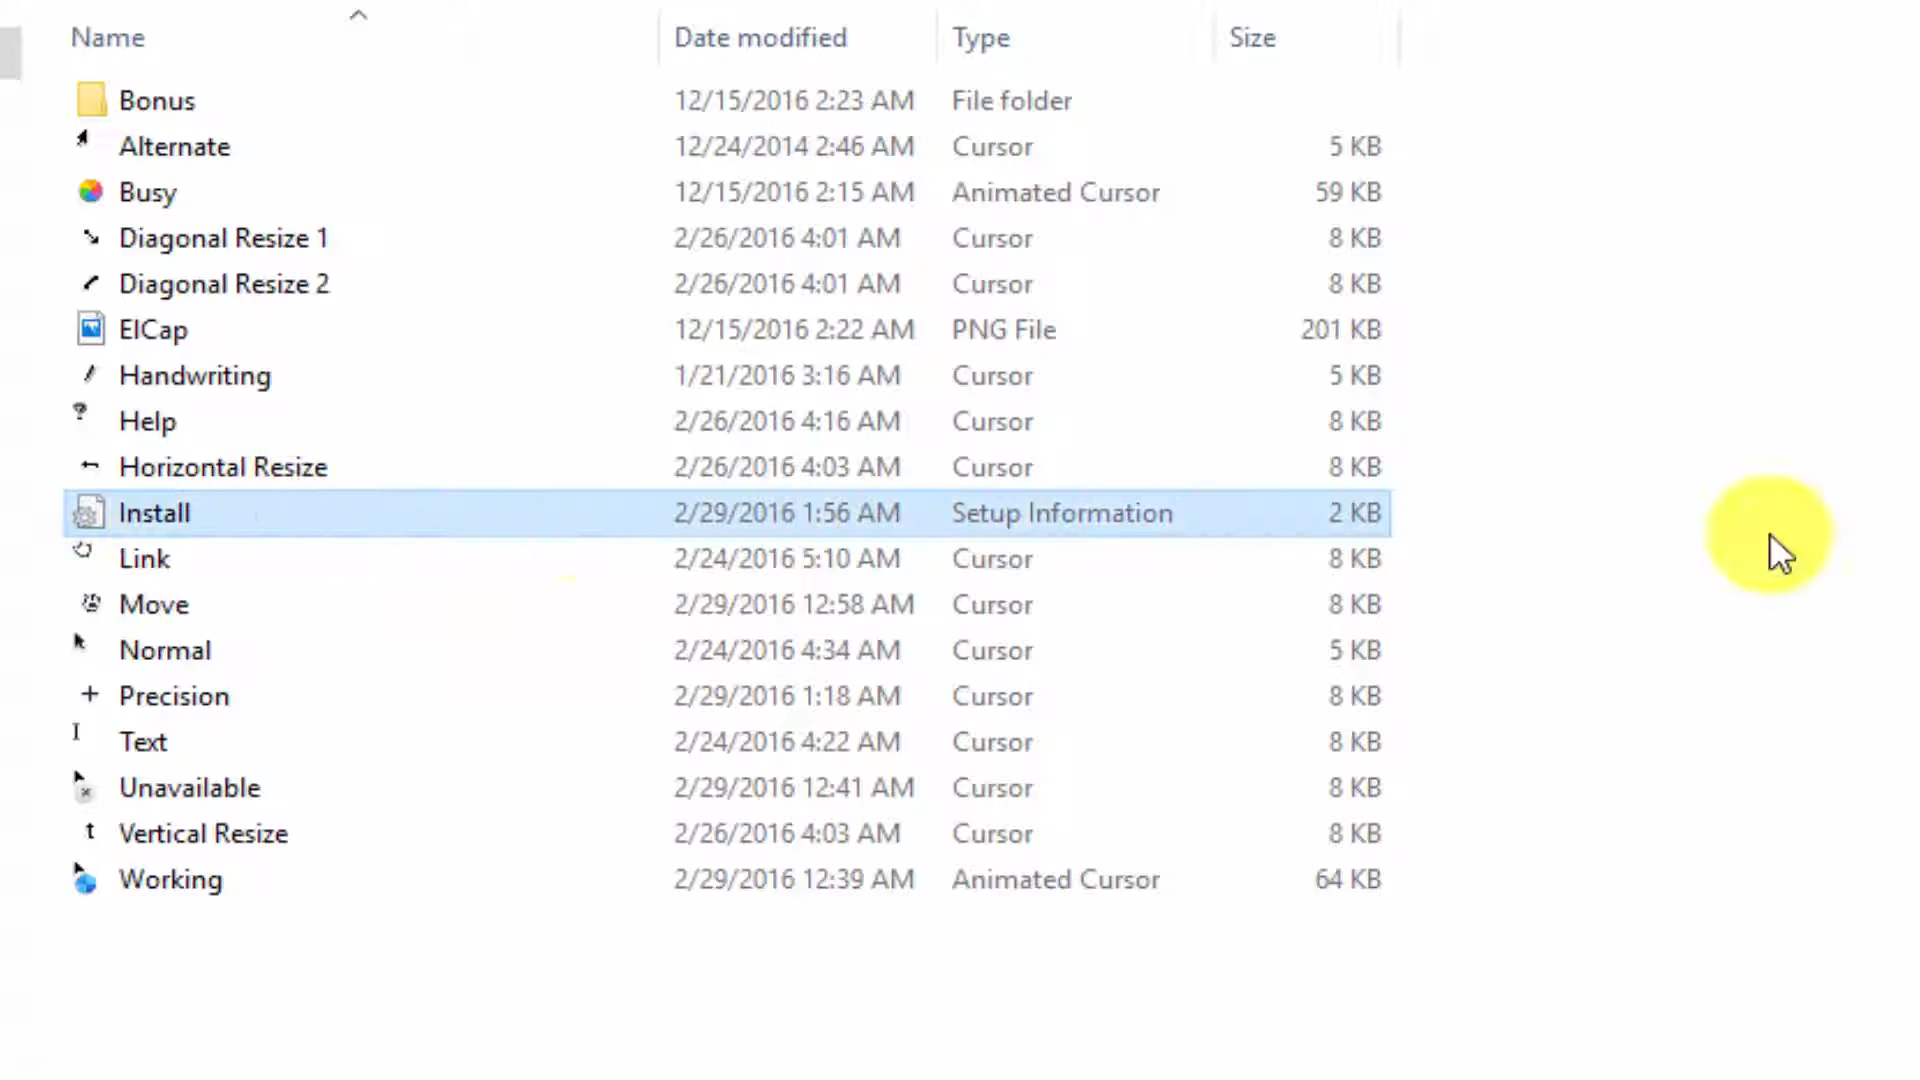 Name Date modified Type Size
Bonus 12/15/2016 2:23 AM File folder
Alternate 12/24/2014 2:46 AM Cursor 5 KB
Busy 12/15/2016 2:15 AM Animated Cursor 59 KB
Diagonal Resize 1 2/26/2016 4:01 AM Cursor 8 KB
Diagonal Resize 2 2/26/2016 4:01 AM Cursor 8 KB
ElCap 12/15/2016 2:22 AM PNG File 201 KB
Handwriting 1/21/2016 3:16 AM Cursor 5 KB
Help 2/26/2016 4:16 AM Cursor 8 KB
Horizontal Resize 2/26/2016 4:03 AM Cursor 8 KB
Install 2/29/2016 1:56 AM Setup Information 2 KB
Link 2/24/2016 5:10 AM Cursor 8 KB
Move 2/29/2016 12:58 AM Cursor 8 KB
Normal 2/24/2016 4:34 AM Cursor 5 KB
Precision 2/29/2016 1:18 AM Cursor 8 KB
Text 2/24/2016 4:22 AM Cursor 8 KB
Unavailable 2/29/2016 12:41 AM Cursor 8 KB
Vertical Resize 2/26/2016 4:03 AM Cursor 8 KB
Working 2/29/2016 12:39 AM Animated Cursor 64 KB